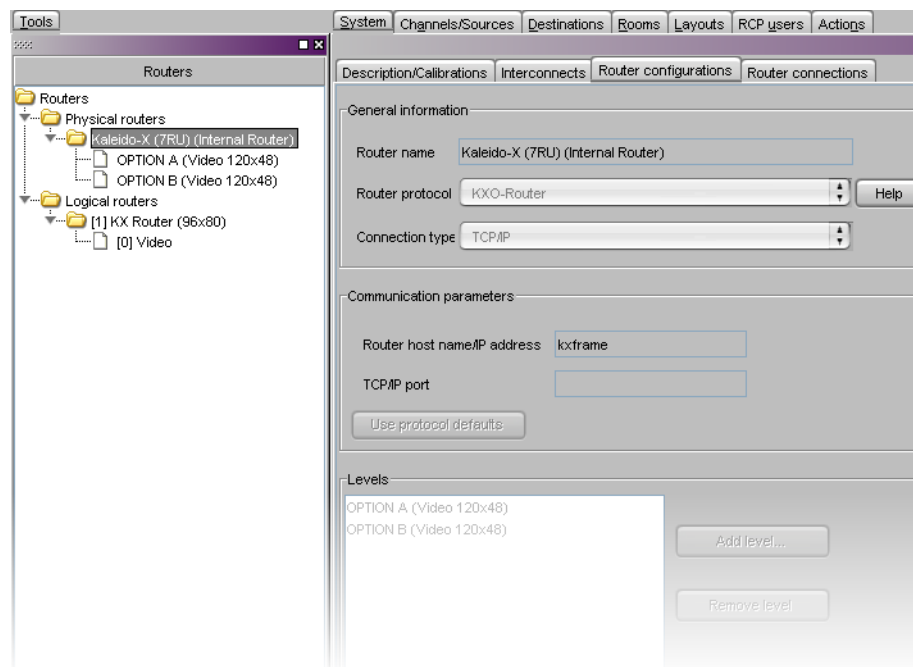 Tools
System Channels/Sources Destinations Rooms Layouts RCP users Actions
Routers
Description/Calibrations Interconnects Router configurations Router connections
Routers
Physical routers
Kaleido-X (7RU) (Internal Router)
OPTION A (Video 120x48)
OPTION B (Video 120x48)
Logical routers
[1] KX Router (96x80)
[0] Video
General information
Router name Kaleido-X (7RU) (Internal Router)
Router protocol KXO-Router Help
Connection type TCP/IP
Communication parameters
Router host name/IP address kxframe
TCP/IP port
Use protocol defaults
Levels
OPTION A (Video 120x48)
OPTION B (Video 120x48)
Add level...
Remove level